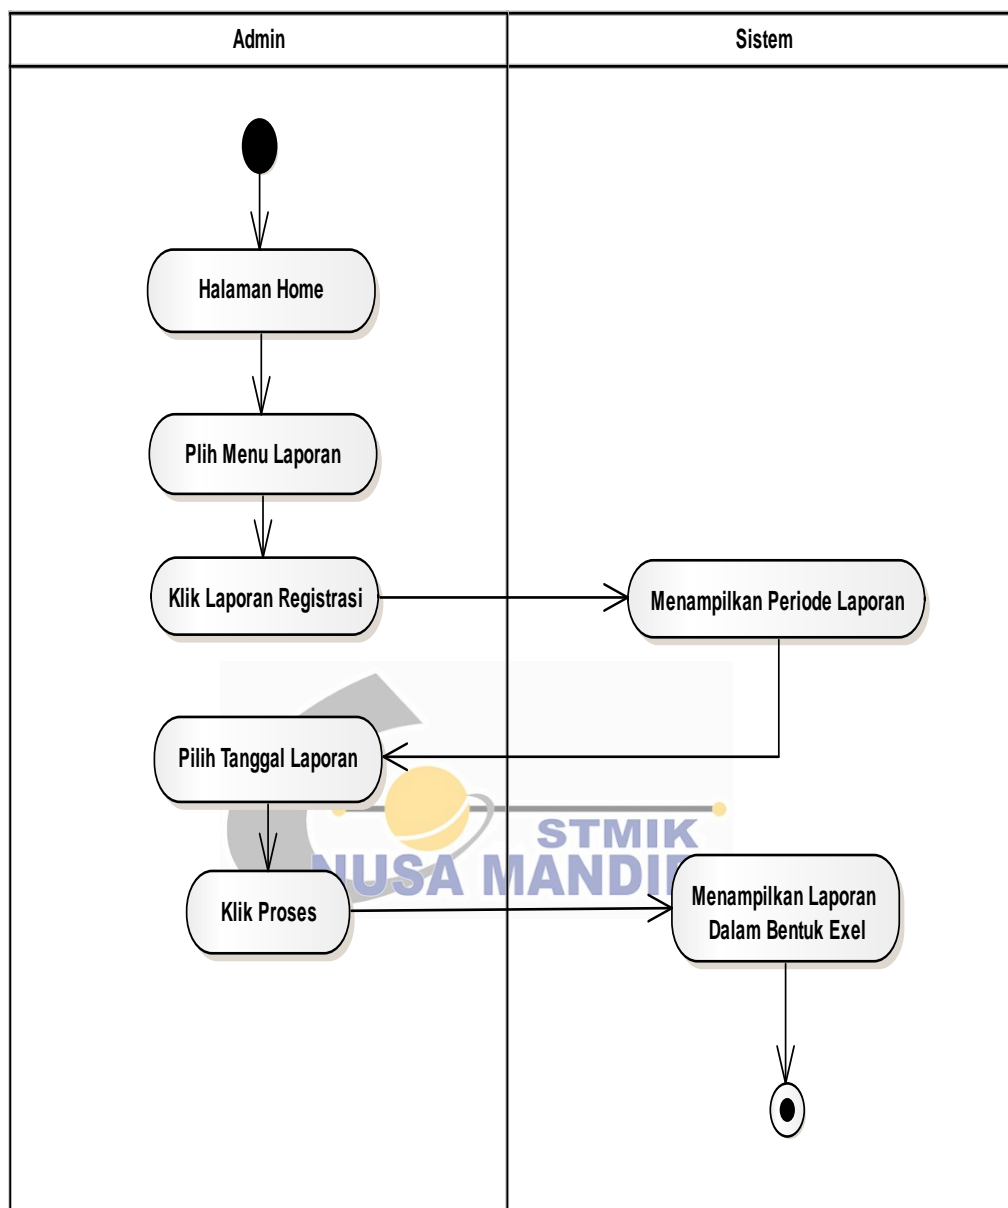 Admin
Sistem
Halaman Home
Plih Menu Laporan
Klik Laporan Registrasi
Menampilkan Periode Laporan
Pilih Tanggal Laporan
STMIK
NUSA MANDI
Klik Proses
Menampilkan Laporan
Dalam Bentuk Exel